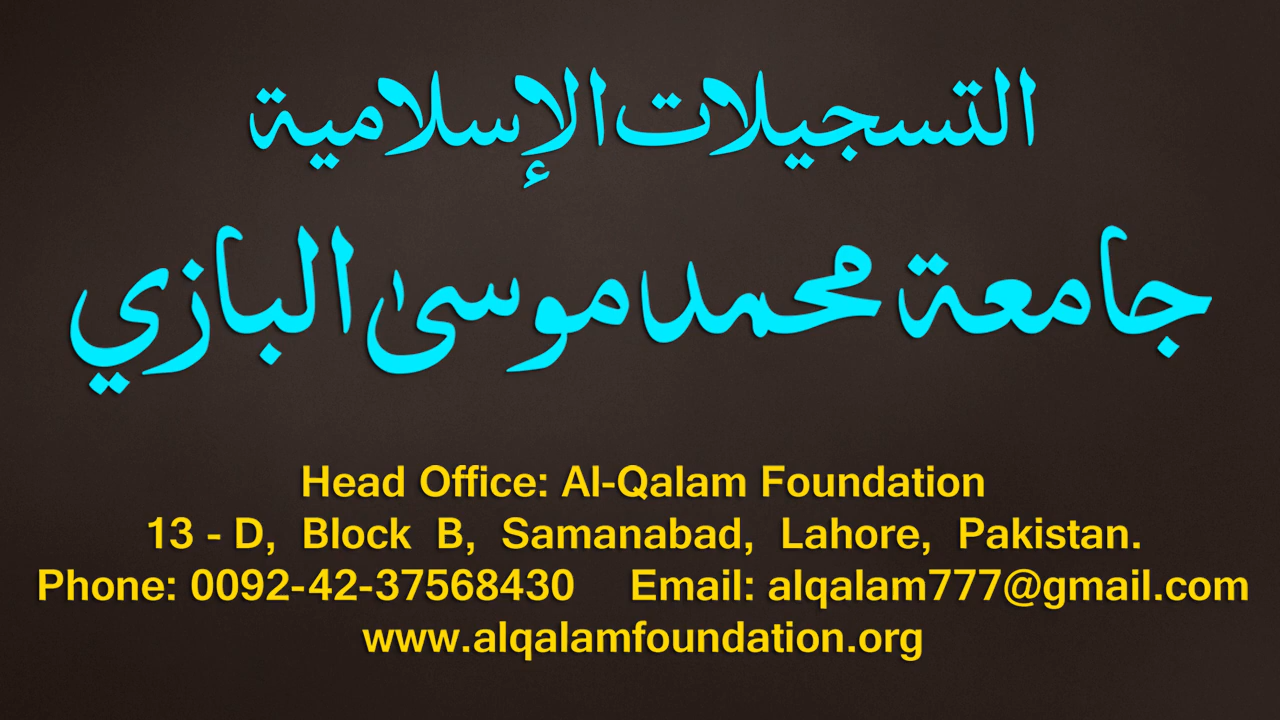 التسجيلات الإسلامية
جامعة محمد موسىٰ البازي
Head Office: Al-Qalam Foundation
13 - D, Block B, Samanabad, Lahore, Pakistan.
Phone: 0092-42-37568430 Email: alqalam777@gmail.com
www.alqalamfoundation.org